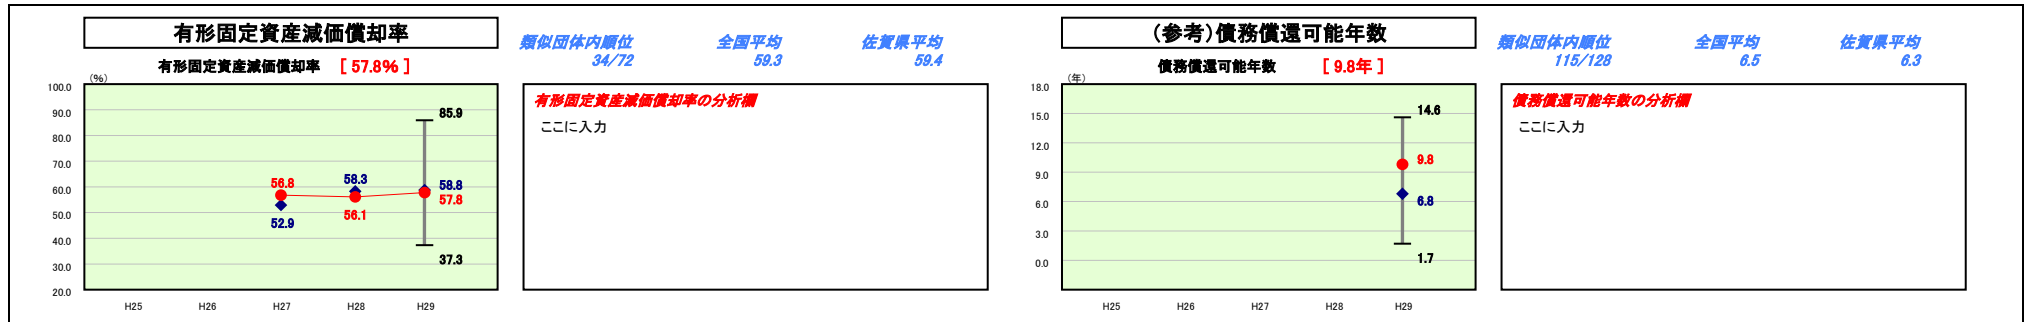 有形固定資産減価償却率
有形固定資産減価償却率 [ 57.8% ]
類似団体内順位 全国平均 佐賀県平均
34/72 59.3 59.4
(%)
100.0
90.0
80.0
70.0
60.0
50.0
40.0
30.0
20.0
85.9
56.8
58.3
58.8
57.8
52.9
56.1
37.3
H25 H26 H27 H28 H29
有形固定資産減価償却率の分析欄
ここに入力
(参考)債務償還可能年数
債務償還可能年数 [ 9.8年 ]
類似団体内順位 全国平均 佐賀県平均
115/128 6.5 6.3
(年)
18.0
15.0
12.0
9.0
6.0
3.0
0.0
14.6
9.8
6.8
1.7
H25 H26 H27 H28 H29
債務償還可能年数の分析欄
ここに入力